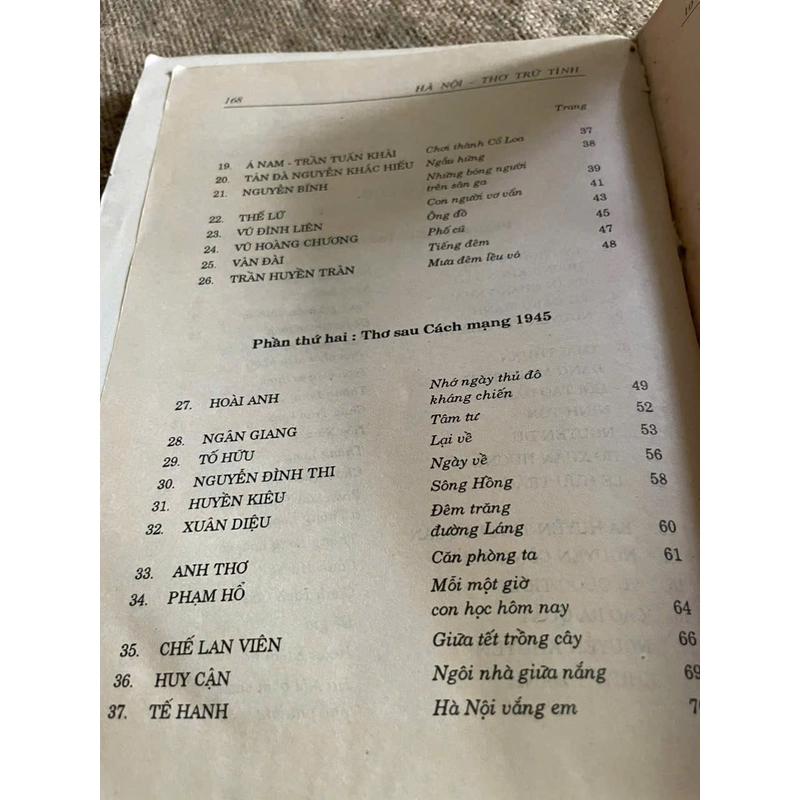 168
HÀ NỘI - THƠ TRỮ TÌNH
Trang
19. Á NAM - TRẦN TUẤN KHẢI Chơi thành Cổ Loa 37
20. TẢN ĐÀ NGUYỄN KHẮC HIẾU Ngẫu hứng 38
21. NGUYỄN BÍNH Những bóng người
trên sân ga 39
22. THẾ LỮ Con người vơ vẩn 41
23. VŨ ĐÌNH LIÊN Ông đồ 43
24. VŨ HOÀNG CHƯƠNG Phố cũ 45
25. VÂN ĐÀI Tiếng đêm 47
26. TRẦN HUYỀN TRÂN Mưa đêm lều vó 48
Phần thứ hai : Thơ sau Cách mạng 1945
27. HOÀI ANH Nhớ ngày thủ đô
kháng chiến 49
28. NGÂN GIANG Tâm tư 52
29. TỐ HỮU Lại về 53
30. NGUYỄN ĐÌNH THI Ngày về 56
31. HUYỀN KIÊU Sông Hồng 58
32. XUÂN DIỆU Đêm trăng
đường Láng 60
33. ANH THƠ Căn phòng ta 61
34. PHẠM HỔ Mỗi một giờ
con học hôm nay 64
35. CHẾ LAN VIÊN Giữa tết trồng cây 66
36. HUY CẬN Ngôi nhà giữa nắng 69
37. TẾ HANH Hà Nội vắng em